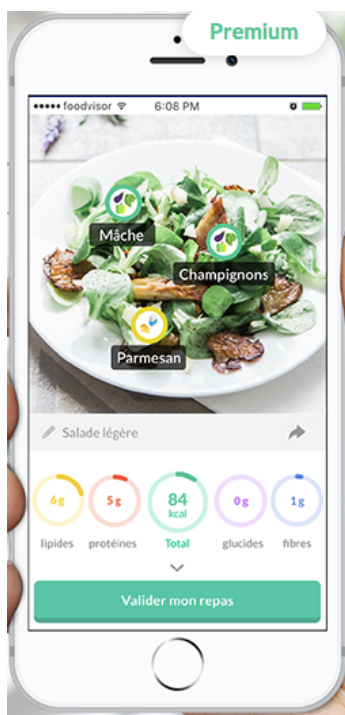 Premium
foodvisor 6:08 PM
Mâche
Champignons
Parmesan
Salade légère
6g 5g 84 kcal 0g 1g
lipides protéines Total glucides fibres
Valider mon repas